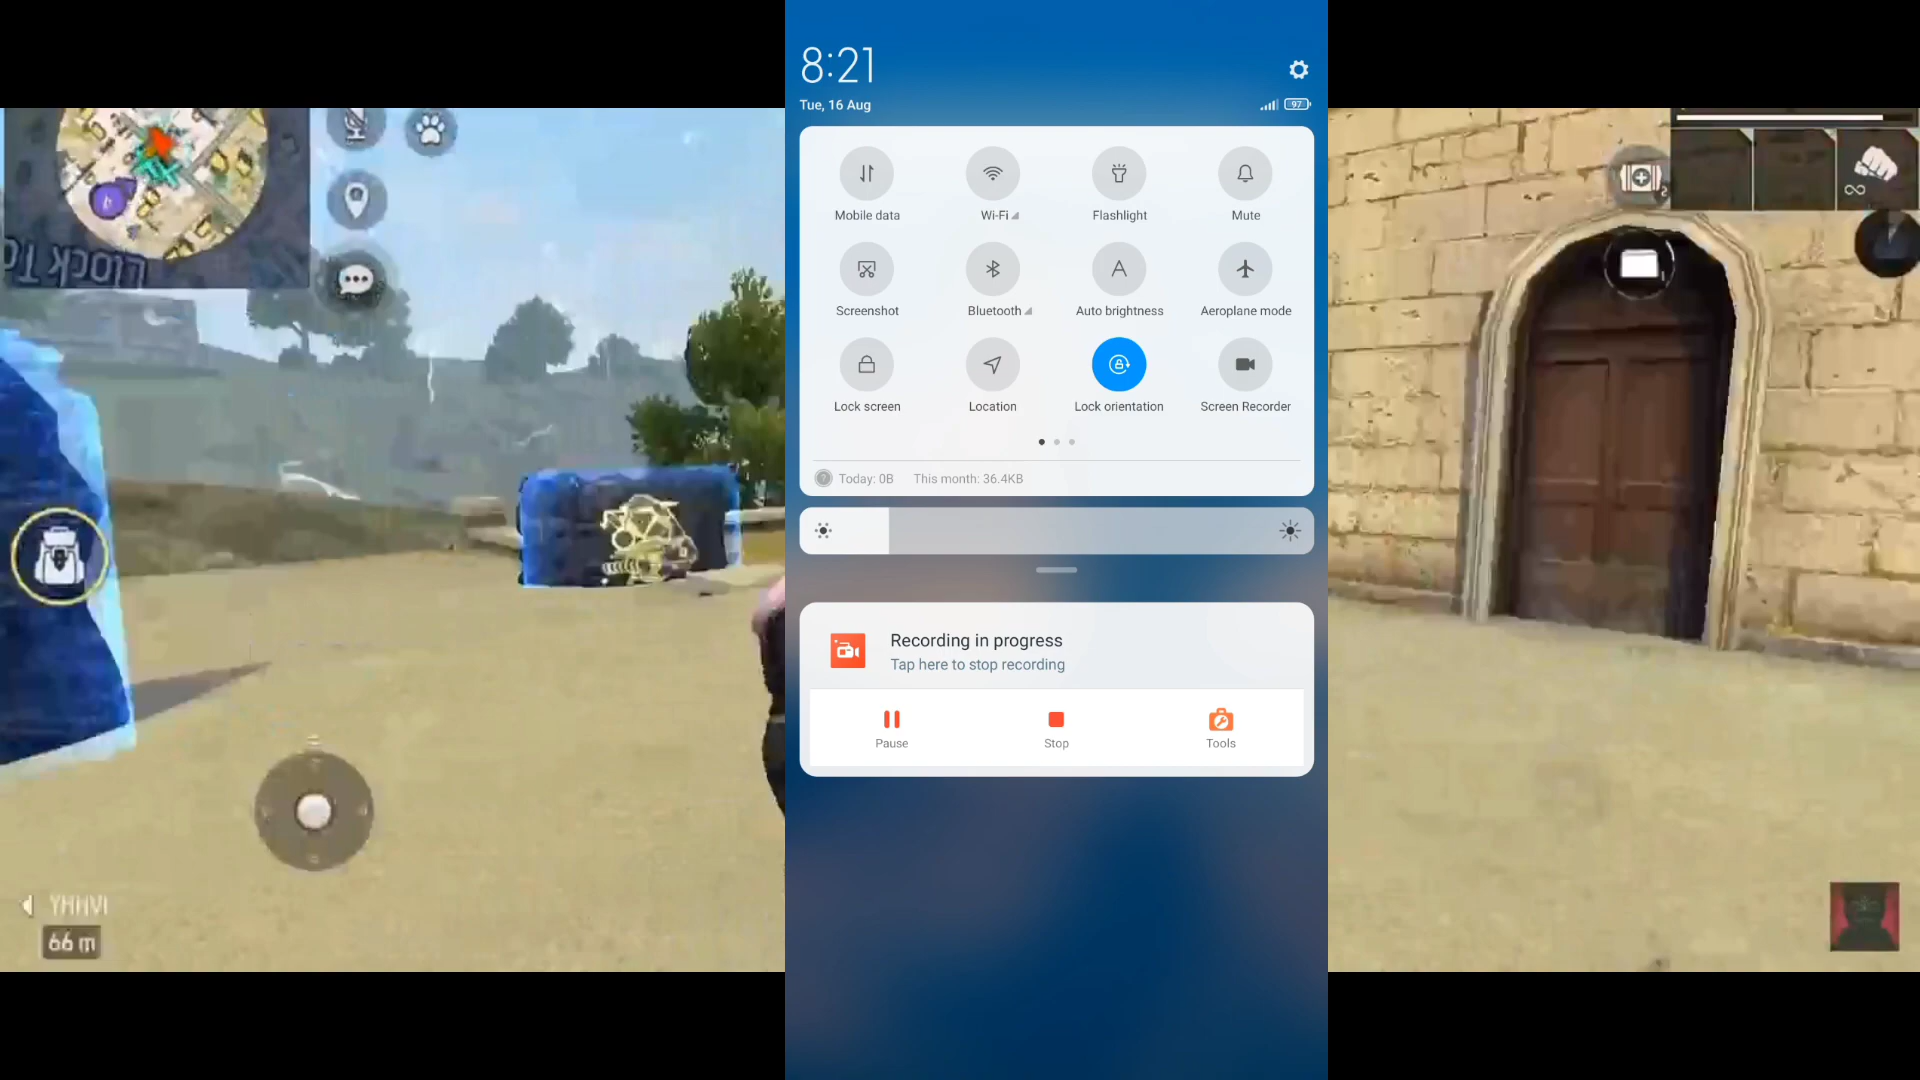 8:21
Tue, 16 Aug
97
Mobile data
Wi-Fi
Flashlight
Mute
Screenshot
Bluetooth
A
Auto brightness
Aeroplane mode
Lock screen
Location
Lock orientation
Screen Recorder
Today: 0B
This month: 36.4KB
Recording in progress
Tap here to stop recording
Pause
Stop
Tools
66 m